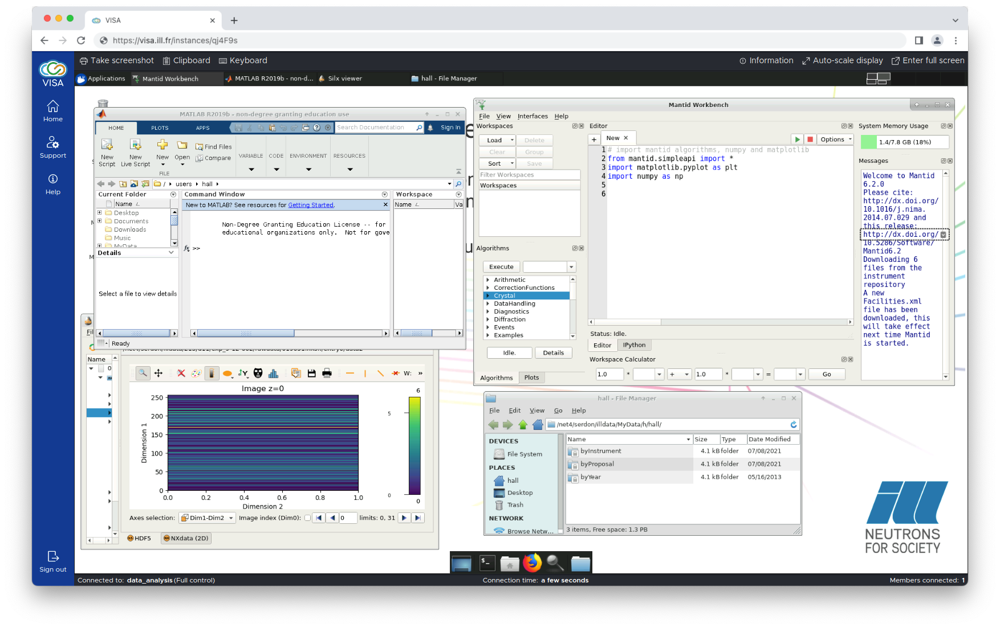 VISA
https://visa.ill.fr/instances/qj4F9s
VISA
Home
Support
Help
Sign out
Take screenshot
Clipboard
Keyboard
Information
Auto-scale display
Enter full screen
Applications
Mantid Workbench
MATLAB R2019b - non-d...
Silx viewer
hall - File Manager
MATLAB R2019b - non-degree granting education use
HOME
PLOTS
APPS
Search Documentation
Sign In
New Script
New Live Script
New
Open
Find Files
Compare
FILE
VARIABLE
CODE
ENVIRONMENT
RESOURCES
/ users hall
Current Folder
Name
Desktop
Documents
Downloads
Music
MyData
Details
Select a file to view details
Command Window
New to MATLAB? See resources for Getting Started.
Non-Degree Granting Education License -- for
educational organizations only. Not for gove
fx >>
Workspace
Name
Va
Ready
Name
0
W: »
Image z=0
6
5
0
0
250
200
150
100
50
0
Dimension 1
0.0 0.2 0.4 0.6 0.8 1.0
Dimension 2
Axes selection: Dim1-Dim2 Image index (Dim0): 0 limits: 0, 31
HDF5
NXdata (2D)
Mantid Workbench
File View Interfaces Help
Workspaces
Load
Delete
Clear
Group
Sort
Save
Filter Workspaces
Workspaces
Algorithms
Execute
Arithmetic
CorrectionFunctions
Crystal
DataHandling
Diagnostics
Diffraction
Events
Examples
Idle.
Details
Algorithms
Plots
Editor
+
New
Options
1 # import mantid algorithms, numpy and matplotlib
2 from mantid.simpleapi import *
3 import matplotlib.pyplot as plt
4 import numpy as np
5
6
Status: Idle.
Editor
IPython
Workspace Calculator
1.0 * + 1.0 * = Go
System Memory Usage
1.4/7.8 GB (18%)
Messages
Welcome to Mantid
6.2.0
Please cite:
http://dx.doi.org/
10.1016/j.nima.
2014.07.029 and
this release:
http://dx.doi.org/
10.5286/Software/
Mantid6.2
Downloading 6
files from the
instrument
repository
A new
Facilities.xml
file has been
downloaded, this
will take effect
next time Mantid
is started.
hall - File Manager
File Edit View Go Help
/net4/serdon/illdata/MyData/h/hall/
DEVICES
File System
PLACES
hall
Desktop
Trash
NETWORK
Browse Netw...
Name Size Type Date Modified
byInstrument 4.1 kB folder 07/08/2021
byProposal 4.1 kB folder 07/08/2021
byYear 4.1 kB folder 05/16/2013
3 items, Free space: 1.3 PB
ill
NEUTRONS
FOR SOCIETY
$_
Connected to: data_analysis (Full control)
Connection time: a few seconds
Members connected: 1